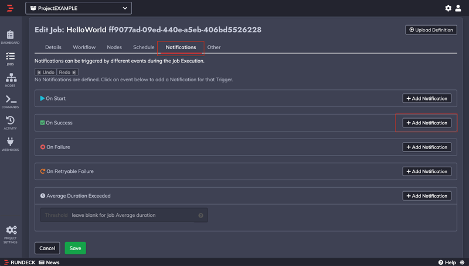 ProjectEXAMPLE
Edit Job: HelloWorld ff9077ad-09ed-440e-a5eb-406bd5526228
Upload Definition
Details Workflow Nodes Schedule Notifications Other
Notifications can be triggered by different events during the Job Execution.
Undo Redo
No Notifications are defined. Click an event below to add a Notification for that Trigger.
On Start + Add Notification
On Success + Add Notification
On Failure + Add Notification
On Retryable Failure + Add Notification
Average Duration Exceeded + Add Notification
Threshold leave blank for Job Average duration
Cancel Save
DASHBOARD
JOBS
NODES
COMMANDS
ACTIVITY
WEBHOOKS
PROJECT
SETTINGS
RUNDECK News Help